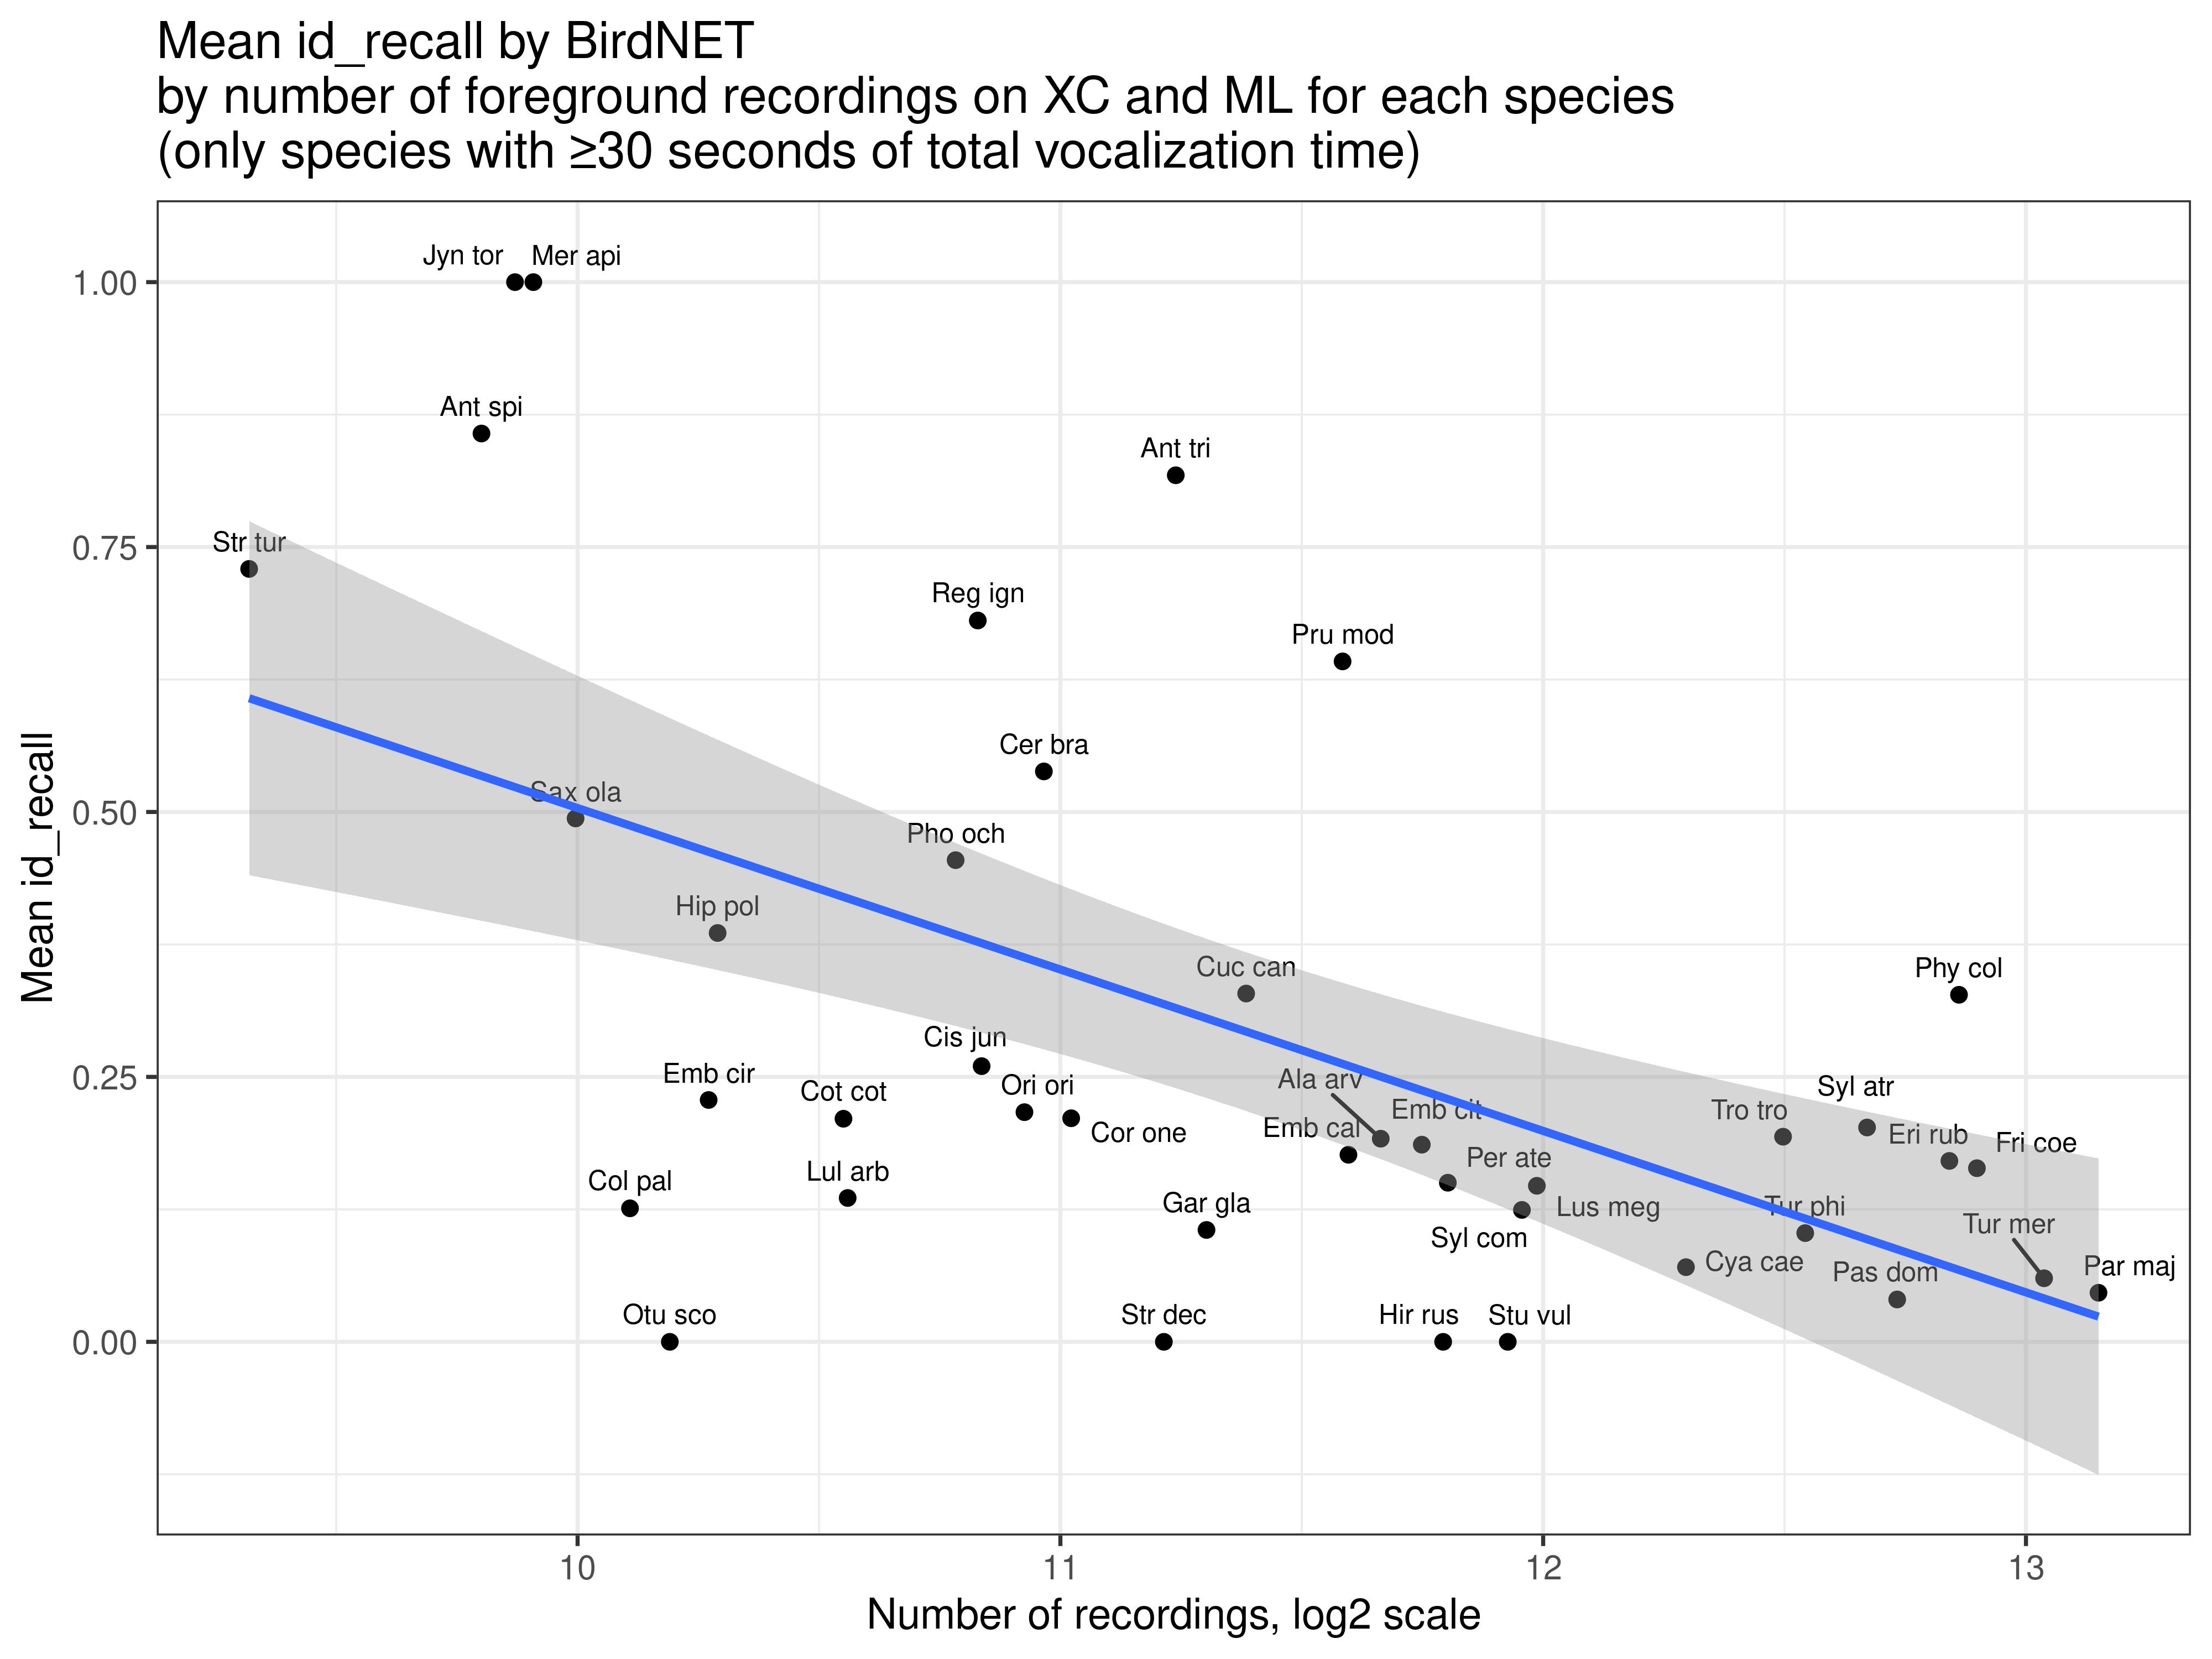 Mean id_recall by BirdNET
by number of foreground recordings on XC and ML for each species
(only species with ≥30 seconds of total vocalization time)
Jyn tor
Mer api
1.00
Ant spi
Ant tri
Str tur
0.75
Reg ign
Pru mod
Cer bra
Sax ola
0.50
Pho och
Hip pol
Mean id_recall
Cuc can
Phy col
Cis jun
Emb cir
0.25
Ala arv
Ori ori
Syl atr
Cot cot
Emb cit
Tro tro
Emb cal
Cor one
Eri rub
Fri coe
Per ate
Lul arb
Col pal
Gar gla
Lus meg
Tur phi
Tur mer
Syl com
Cya cae
Par maj
Pas dom
Otu sco
Str dec
Hir rus
Stu vul
0.00
10
11
12
13
Number of recordings, log2 scale